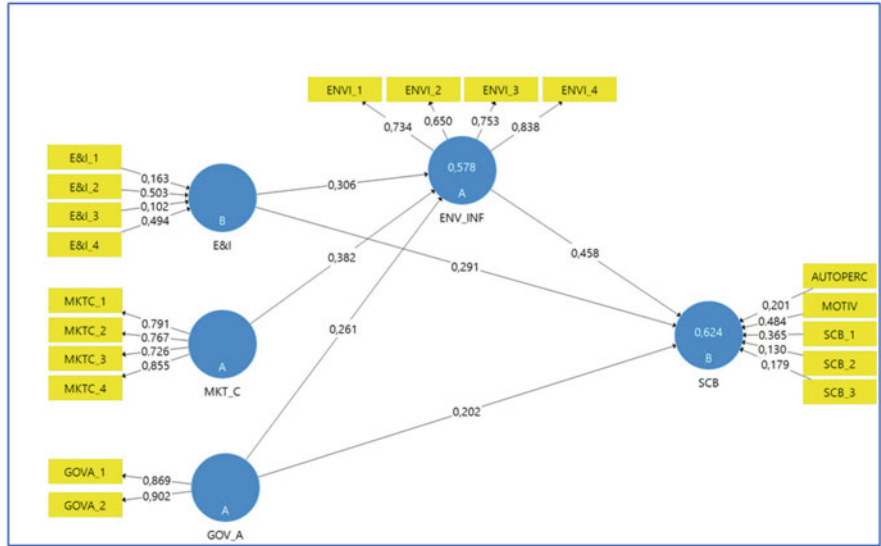 ENVI_1 ENVI_2 ENVI_3 ENVI_4
0,734 0,650 0,753 0,838
0,578
A
ENV_INF
E&I_1
E&I_2
E&I_3
E&I_4
0,163
0.503
0,102
0,494
B
E&I
0,306
0,291
0,382
0,458
MKTC_1
MKTC_2
MKTC_3
MKTC_4
0.791
0.767
0,726
0,855
A
MKT_C
0,261
0,202
GOVA_1
GOVA_2
0,869
0,902
A
GOV_A
0,624
B
SCB
0,201
0.484
0.365
0,130
0,179
AUTOPERC
MOTIV
SCB_1
SCB_2
SCB_3